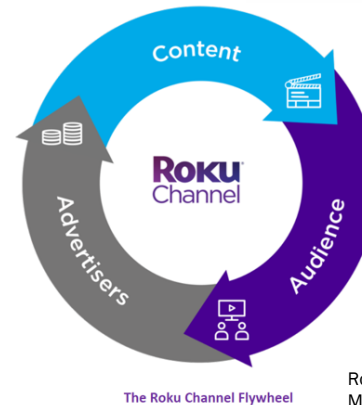 Content
Roku
Channel
Audience
Advertisers
The Roku Channel Flywheel